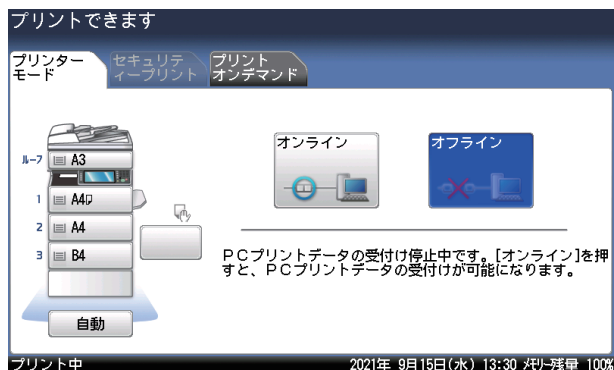 プリントできます
プリンター
モード
セキュリテ
ィープリント
プリント
オンデマンド
ルーフ A3
1 A4
2 A4
3 B4
自動
オンライン
オフライン
PCプリントデータの受付け停止中です。[オンライン]を押
すと、PCプリントデータの受付けが可能になります。
プリント中
2021年 9月15日(水) 13:30 メモリー残量 100%